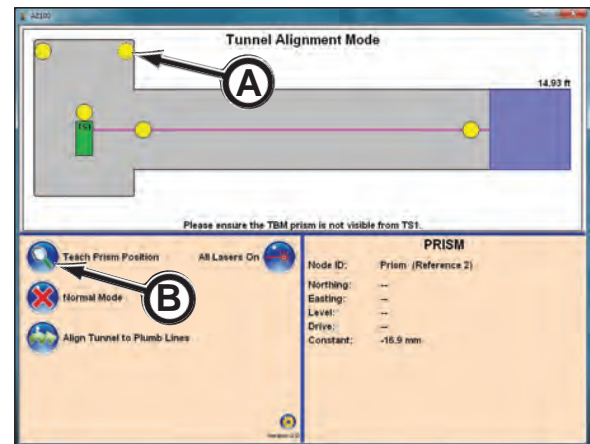 AZ100
Tunnel Alignment Mode
A
14.93 ft
TS1
Please ensure the TBM prism is not visible from TS1.
Teach Prism Position
All Lasers On
B
Normal Mode
Align Tunnel to Plumb Lines
PRISM
Node ID: Prism (Reference 2)
Northing: --
Easting: --
Level: --
Drive: --
Constant: -16.9 mm